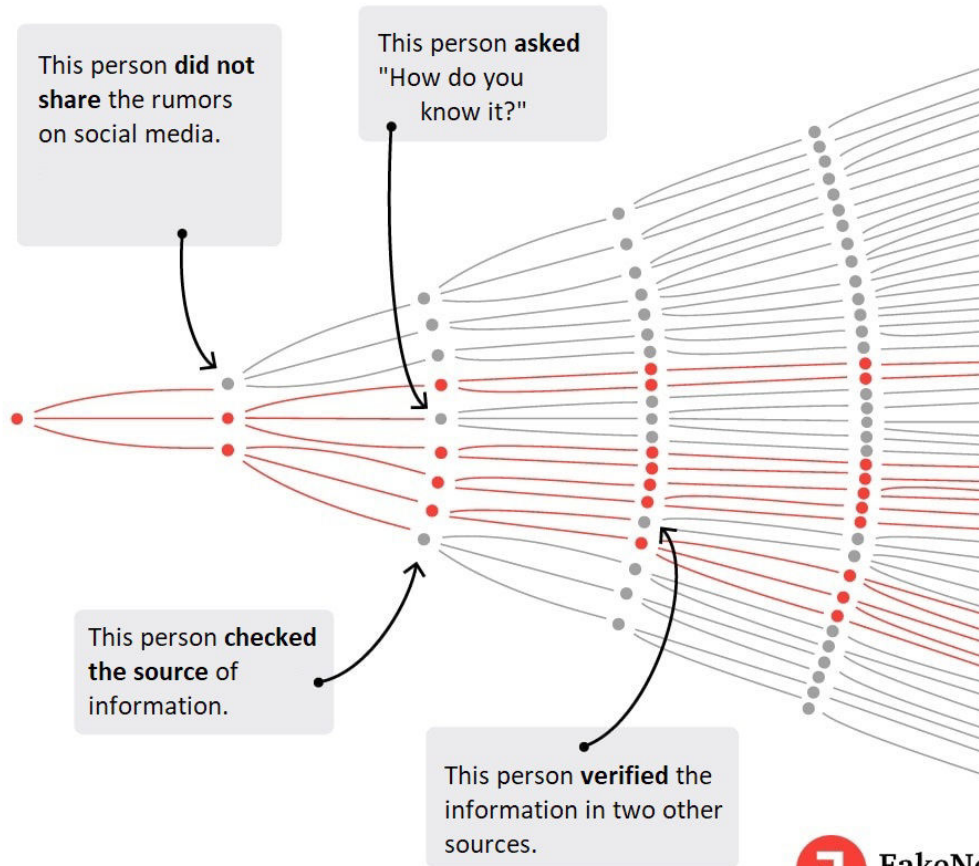 This person did not
share the rumors
on social media.
This person asked
"How do you
know it?"
This person checked
the source of
information.
This person verified the
information in two other
sources.